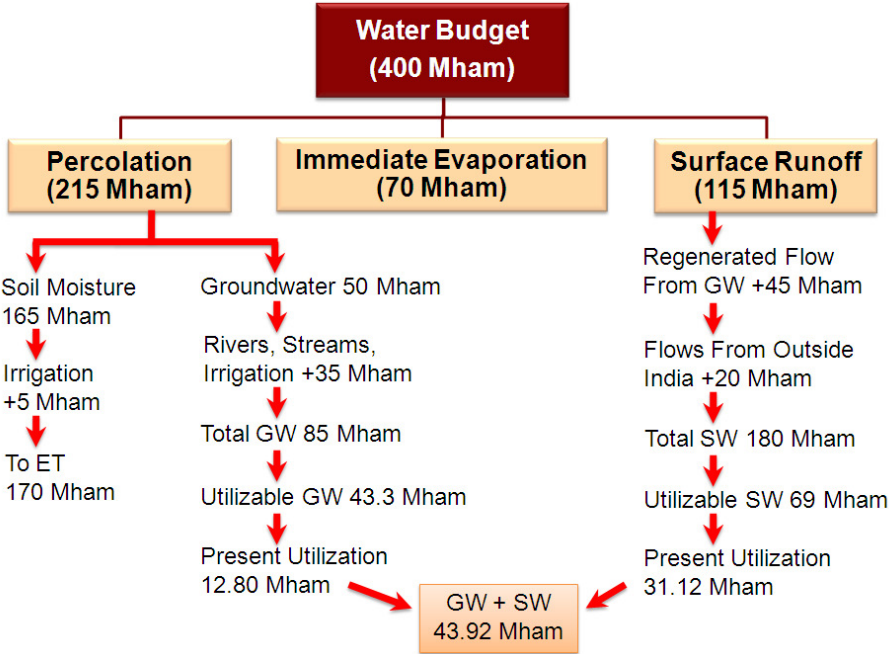 Water Budget
(400 Mham)
Percolation
(215 Mham)
Immediate Evaporation
(70 Mham)
Surface Runoff
(115 Mham)
Soil Moisture
165 Mham
Irrigation
+5 Mham
To ET
170 Mham
Groundwater 50 Mham
Rivers, Streams,
Irrigation +35 Mham
Total GW 85 Mham
Utilizable GW 43.3 Mham
Present Utilization
12.80 Mham
Regenerated Flow
From GW +45 Mham
Flows From Outside
India +20 Mham
Total SW 180 Mham
Utilizable SW 69 Mham
Present Utilization
31.12 Mham
GW + SW
43.92 Mham